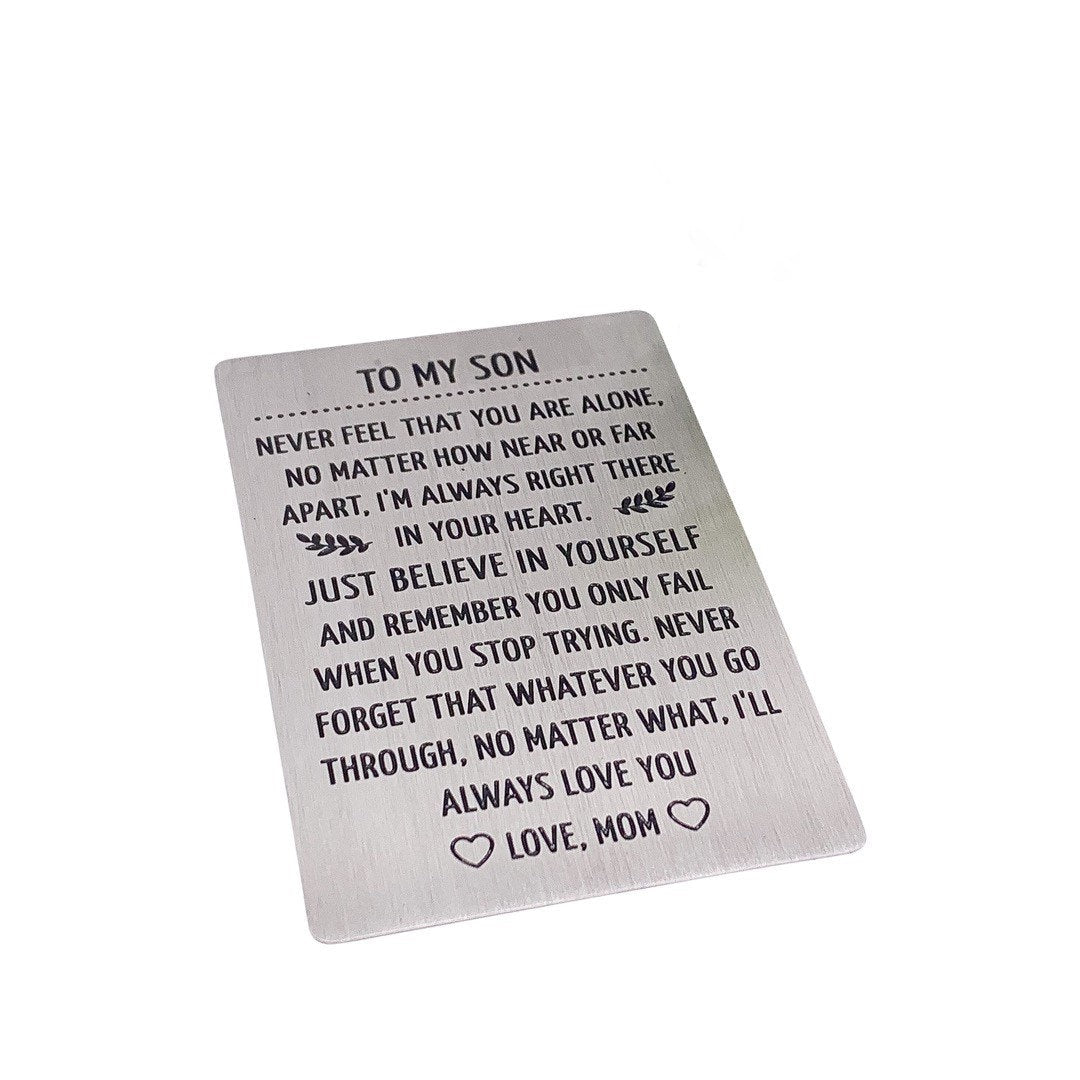 TO MY SON
NEVER FEEL THAT YOU ARE ALONE,
NO MATTER HOW NEAR OR FAR
APART, I'M ALWAYS RIGHT THERE
IN YOUR HEART.
JUST BELIEVE IN YOURSELF
AND REMEMBER YOU ONLY FAIL
WHEN YOU STOP TRYING. NEVER
FORGET THAT WHATEVER YOU GO
THROUGH, NO MATTER WHAT, I'LL
ALWAYS LOVE YOU
LOVE, MOM